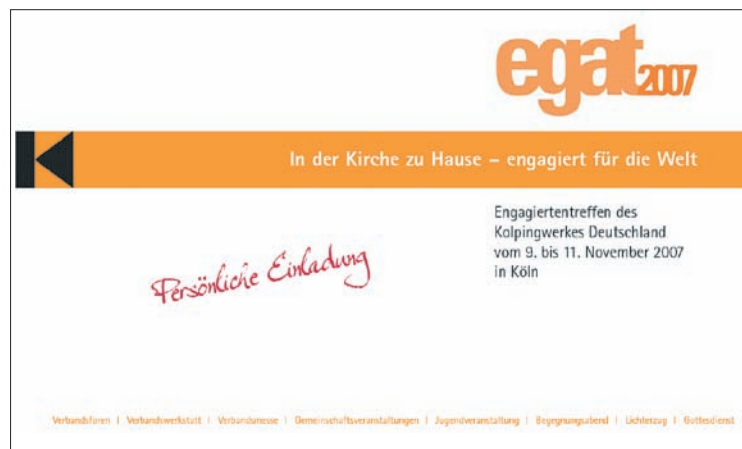 egat2007
In der Kirche zu Hause – engagiert für die Welt
Engagiertentreffen des
Kolpingwerkes Deutschland
vom 9. bis 11. November 2007
in Köln
Persönliche Einladung
Verbandsforen | Verbandswerkstatt | Verbandsmesse | Gemeinschaftsveranstaltungen | Jugendveranstaltung | Begegnungsabend | Lichterzug | Gottesdienst